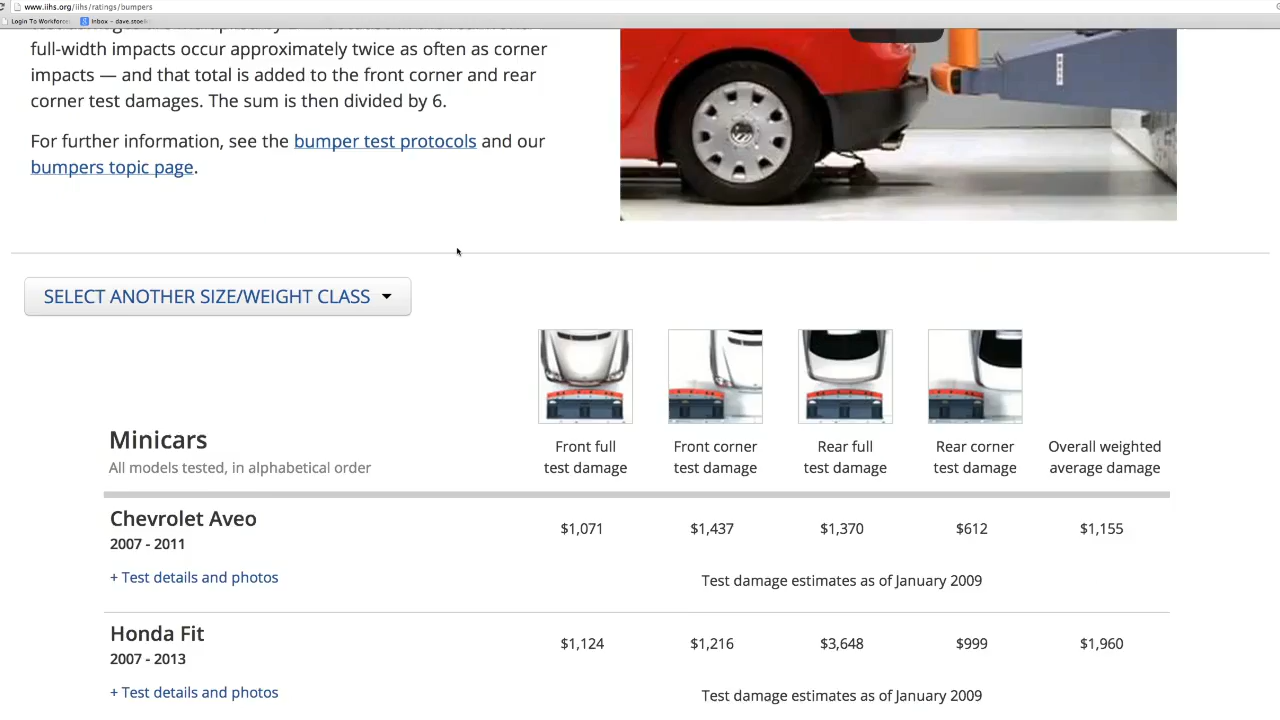 www.iihs.org/iihs/ratings/bumpers
Login To Workforce
Inbox – dave.stoe
full-width impacts occur approximately twice as often as corner
impacts — and that total is added to the front corner and rear
corner test damages. The sum is then divided by 6.
For further information, see the bumper test protocols and our
bumpers topic page.
SELECT ANOTHER SIZE/WEIGHT CLASS
Minicars
All models tested, in alphabetical order
Front full
test damage
Front corner
test damage
Rear full
test damage
Rear corner
test damage
Overall weighted
average damage
Chevrolet Aveo
2007 - 2011
$1,071 $1,437 $1,370 $612 $1,155
+ Test details and photos
Test damage estimates as of January 2009
Honda Fit
2007 - 2013
$1,124 $1,216 $3,648 $999 $1,960
+ Test details and photos
Test damage estimates as of January 2009